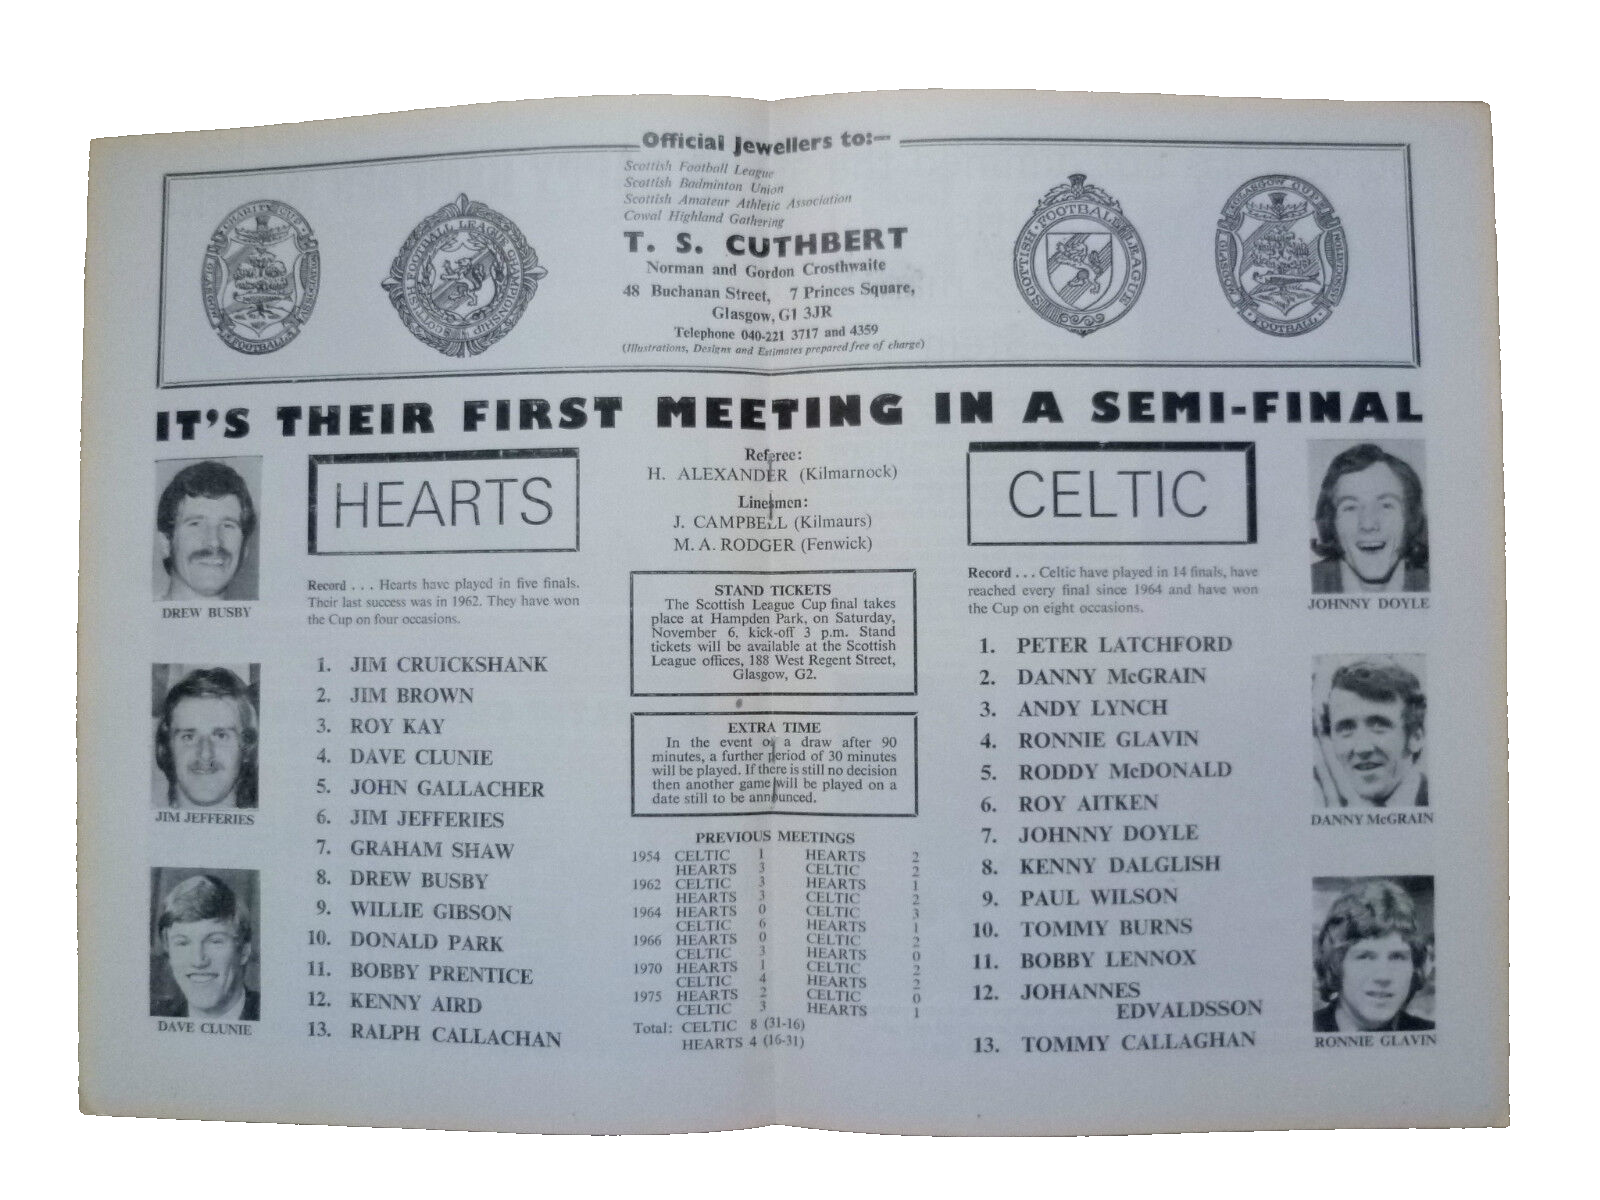 Official Jewellers to:—
Scottish Football League
Scottish Badminton Union
Scottish Amateur Athletic Association
Cowal Highland Gathering
T. S. CUTHBERT
Norman and Gordon Crosthwaite
48 Buchanan Street, 7 Princes Square,
Glasgow, G1 3JR
Telephone 040-221 3717 and 4359
(Illustrations, Designs and Estimates prepared free of charge)
CHARITY CUP
GLASGOW
FOOTBALL
SCOTTISH FOOTBALL LEAGUE CHAMPIONSHIP
SCOTTISH FOOTBALL LEAGUE
GLASGOW CUP
GLASGOW
FOOTBALL
IT'S THEIR FIRST MEETING IN A SEMI-FINAL
DREW BUSBY
JIM JEFFERIES
DAVE CLUNIE
HEARTS
Record . . . Hearts have played in five finals.
Their last success was in 1962. They have won
the Cup on four occasions.
1. JIM CRUICKSHANK
2. JIM BROWN
3. ROY KAY
4. DAVE CLUNIE
5. JOHN GALLACHER
6. JIM JEFFERIES
7. GRAHAM SHAW
8. DREW BUSBY
9. WILLIE GIBSON
10. DONALD PARK
11. BOBBY PRENTICE
12. KENNY AIRD
13. RALPH CALLACHAN
Referee:
H. ALEXANDER (Kilmarnock)
Linesmen:
J. CAMPBELL (Kilmaurs)
M. A. RODGER (Fenwick)
STAND TICKETS
The Scottish League Cup final takes
place at Hampden Park, on Saturday,
November 6, kick-off 3 p.m. Stand
tickets will be available at the Scottish
League offices, 188 West Regent Street,
Glasgow, G2.
EXTRA TIME
In the event of a draw after 90
minutes, a further period of 30 minutes
will be played. If there is still no decision
then another game will be played on a
date still to be announced.
PREVIOUS MEETINGS
1954 CELTIC 1 HEARTS 2
HEARTS 3 CELTIC 2
1962 CELTIC 3 HEARTS 1
HEARTS 3 CELTIC 2
1964 HEARTS 0 CELTIC 3
CELTIC 6 HEARTS 1
1966 HEARTS 0 CELTIC 2
CELTIC 3 HEARTS 0
1970 HEARTS 1 CELTIC 2
CELTIC 4 HEARTS 2
1975 HEARTS 2 CELTIC 0
CELTIC 3 HEARTS 1
Total: CELTIC 8 (31-16)
HEARTS 4 (16-31)
CELTIC
Record . . . Celtic have played in 14 finals, have
reached every final since 1964 and have won
the Cup on eight occasions.
1. PETER LATCHFORD
2. DANNY McGRAIN
3. ANDY LYNCH
4. RONNIE GLAVIN
5. RODDY McDONALD
6. ROY AITKEN
7. JOHNNY DOYLE
8. KENNY DALGLISH
9. PAUL WILSON
10. TOMMY BURNS
11. BOBBY LENNOX
12. JOHANNES
EDVALDSSON
13. TOMMY CALLAGHAN
JOHNNY DOYLE
DANNY McGRAIN
RONNIE GLAVIN